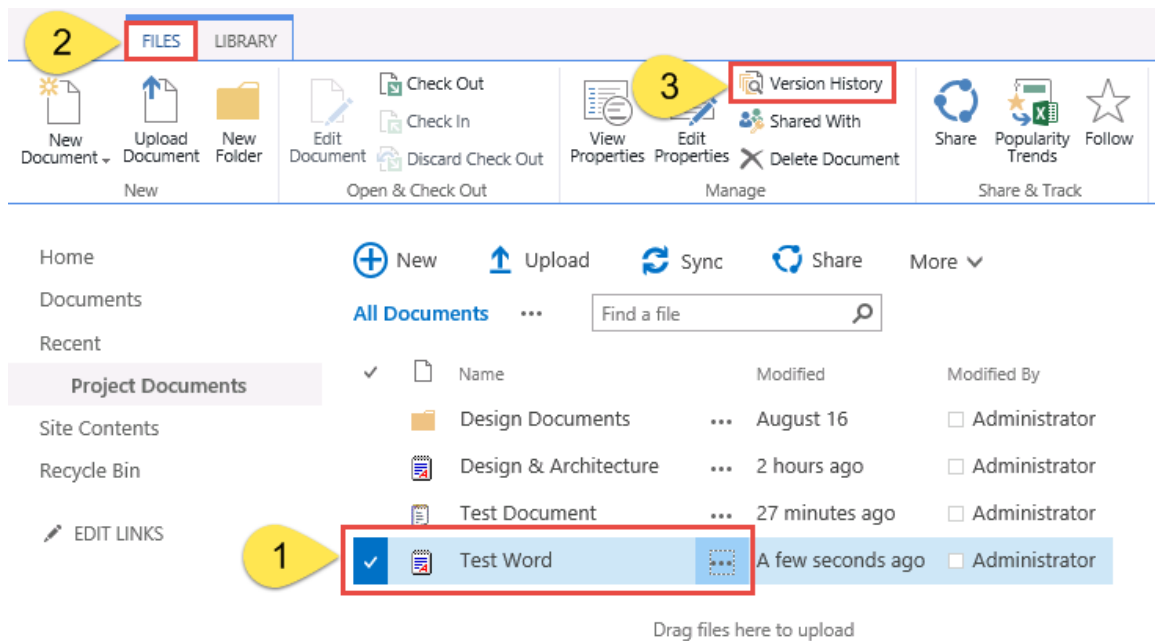 2
FILES
LIBRARY
New Document
Upload Document
New Folder
New
Edit Document
Check Out
Check In
Discard Check Out
Open & Check Out
View Properties
3
Edit Properties
Version History
Shared With
Delete Document
Manage
Share
Popularity Trends
Follow
Share & Track
Home
Documents
Recent
Project Documents
Site Contents
Recycle Bin
EDIT LINKS
New
Upload
Sync
Share
More
All Documents ...
Find a file
Name Modified Modified By
Design Documents ... August 16 Administrator
Design & Architecture ... 2 hours ago Administrator
Test Document ... 27 minutes ago Administrator
1
Test Word ... A few seconds ago Administrator
Drag files here to upload